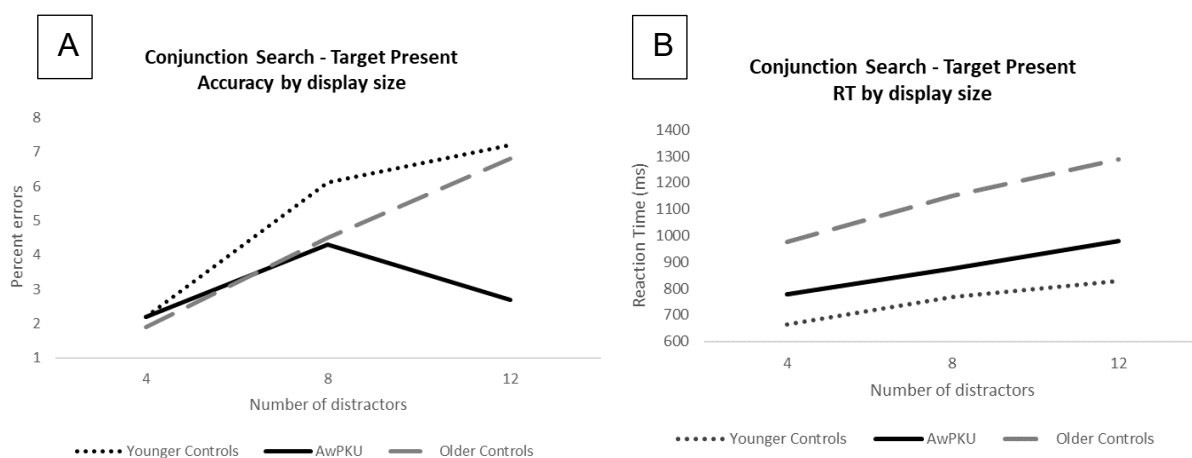 A
Conjunction Search - Target Present
Accuracy by display size
Percent errors
8
7
6
5
4
3
2
1
4 8 12
Number of distractors
Younger Controls AwPKU Older Controls
B
Conjunction Search - Target Present
RT by display size
Reaction Time (ms)
1400
1300
1200
1100
1000
900
800
700
600
4 8 12
Number of distractors
Younger Controls AwPKU Older Controls